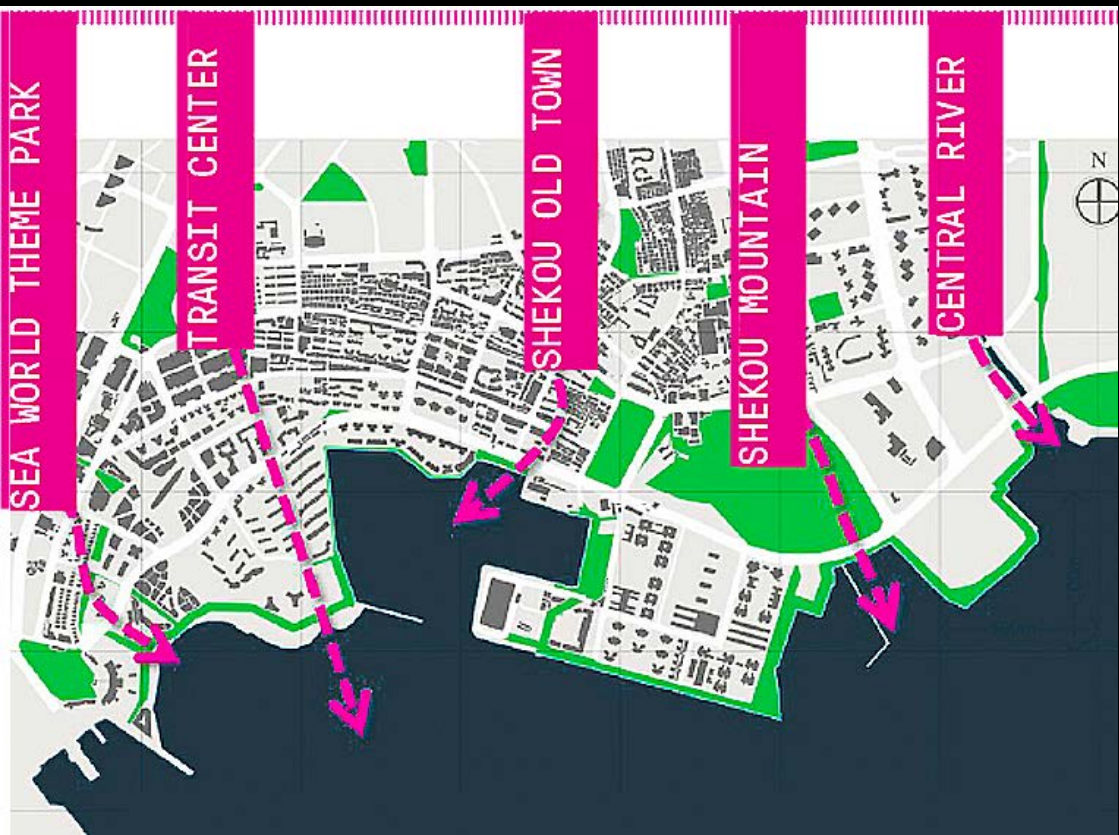 SEA WORLD THEME PARK
TRANSIT CENTER
SHEKOU OLD TOWN
SHEKOU MOUNTAIN
CENTRAL RIVER
N